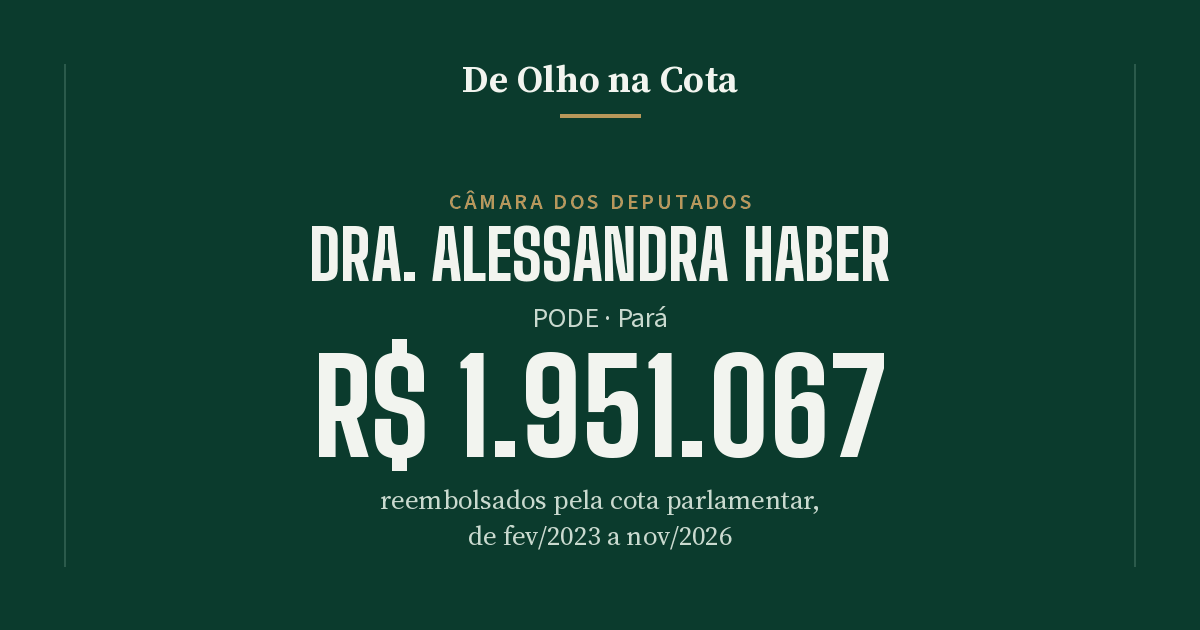 De Olho na Cota
CÂMARA DOS DEPUTADOS
DRA. ALESSANDRA HABER
PODE · Pará
R$ 1.951.067
reembolsados pela cota parlamentar,
de fev/2023 a nov/2026